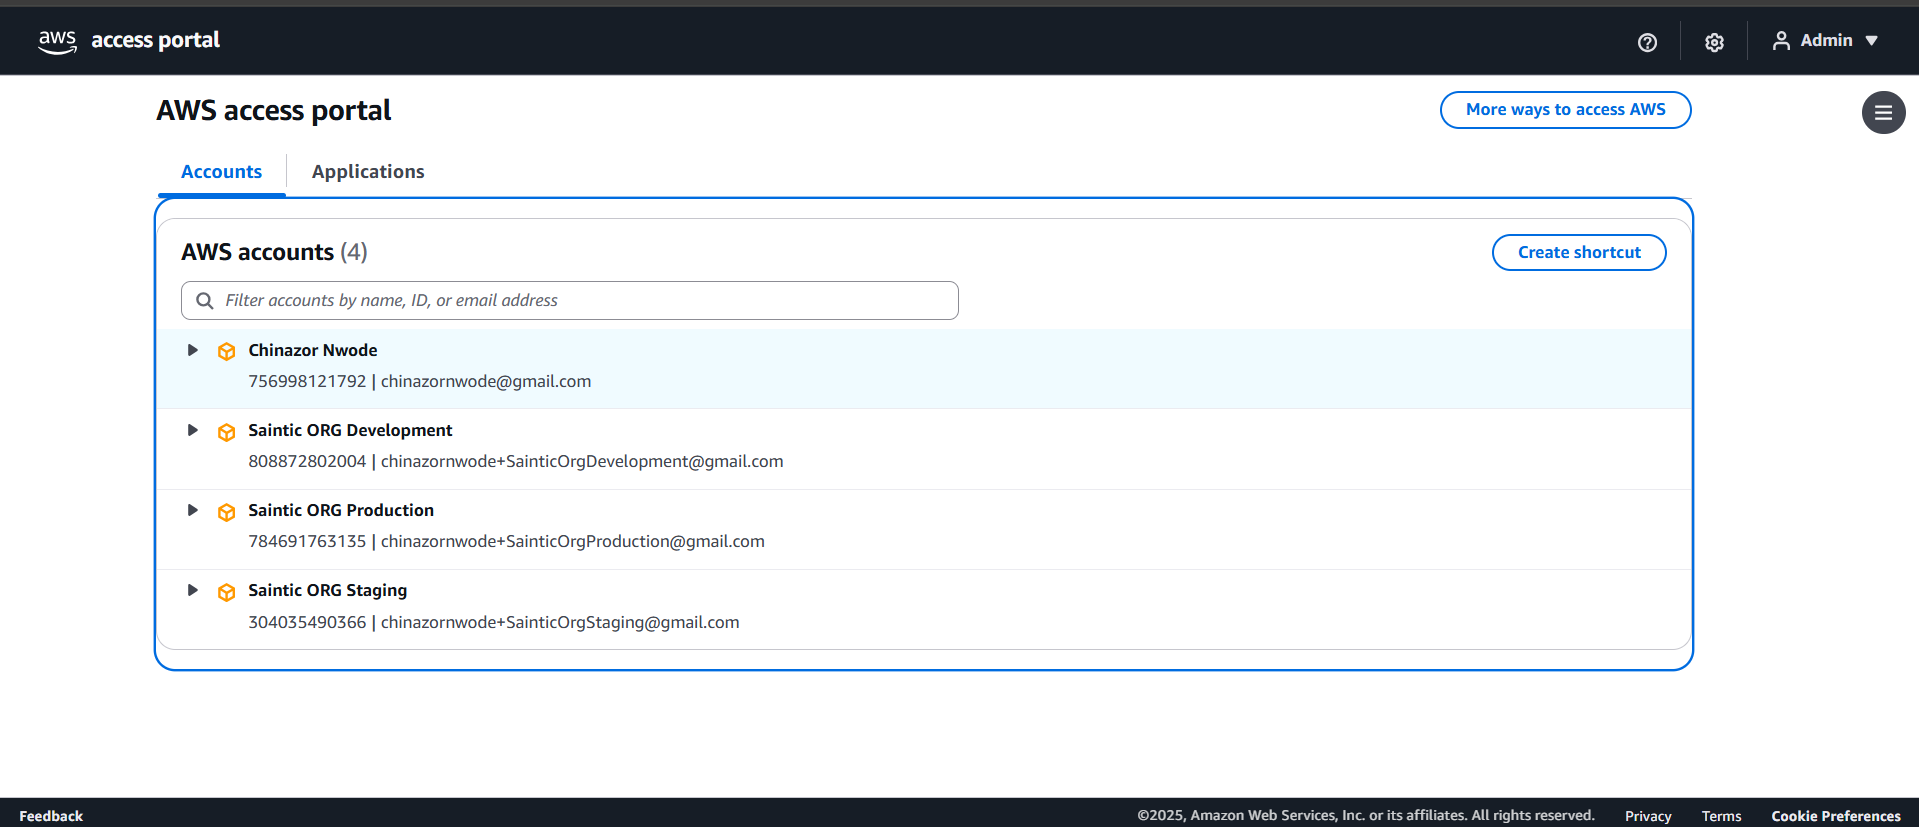 aws access portal
Admin
AWS access portal
More ways to access AWS
Accounts
Applications
AWS accounts (4)
Create shortcut
Filter accounts by name, ID, or email address
Chinazor Nwode
756998121792 | chinazornwode@gmail.com
Saintic ORG Development
808872802004 | chinazornwode+SainticOrgDevelopment@gmail.com
Saintic ORG Production
784691763135 | chinazornwode+SainticOrgProduction@gmail.com
Saintic ORG Staging
304035490366 | chinazornwode+SainticOrgStaging@gmail.com
Feedback
©2025, Amazon Web Services, Inc. or its affiliates. All rights reserved.
Privacy
Terms
Cookie Preferences